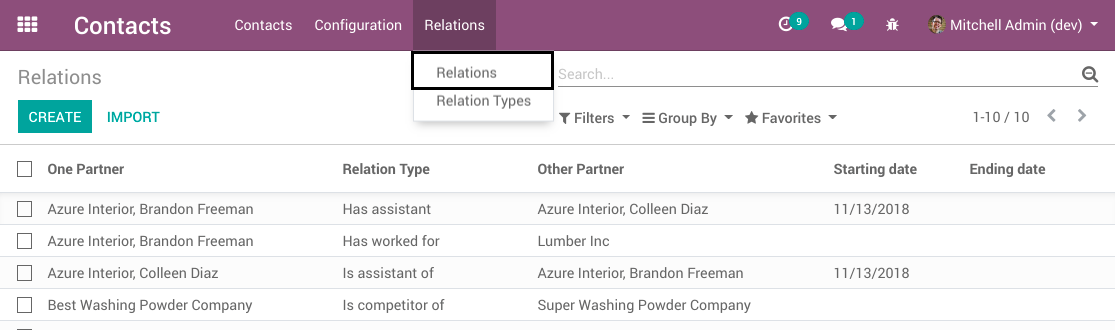 Contacts Contacts Configuration Relations 9 1 Mitchell Admin (dev)
Relations Relations Search...
Relation Types
CREATE IMPORT Filters Group By Favorites 1-10 / 10
One Partner Relation Type Other Partner Starting date Ending date
Azure Interior, Brandon Freeman Has assistant Azure Interior, Colleen Diaz 11/13/2018
Azure Interior, Brandon Freeman Has worked for Lumber Inc
Azure Interior, Colleen Diaz Is assistant of Azure Interior, Brandon Freeman 11/13/2018
Best Washing Powder Company Is competitor of Super Washing Powder Company